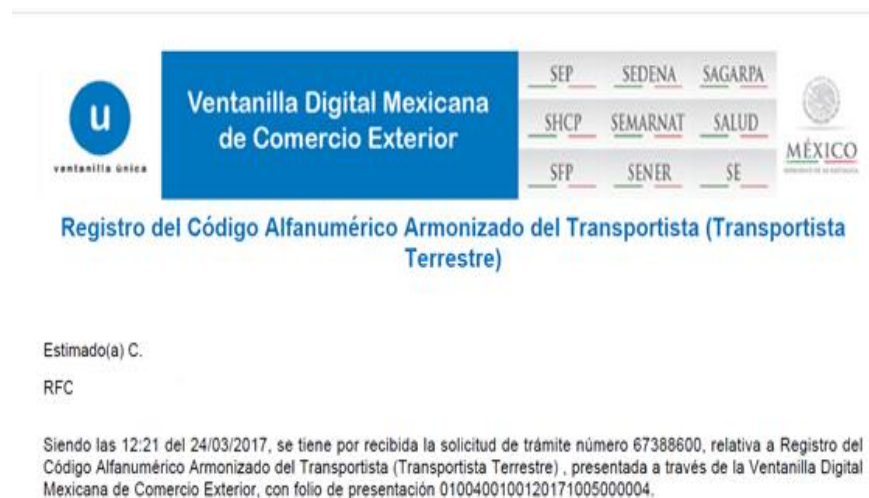 u
ventanilla única
Ventanilla Digital Mexicana
de Comercio Exterior
SEP SEDENA SAGARPA
SHCP SEMARNAT SALUD
SFP SENER SE
MÉXICO
Registro del Código Alfanumérico Armonizado del Transportista (Transportista
Terrestre)
Estimado(a) C.
RFC
Siendo las 12:21 del 24/03/2017, se tiene por recibida la solicitud de trámite número 67388600, relativa a Registro del
Código Alfanumérico Armonizado del Transportista (Transportista Terrestre) , presentada a través de la Ventanilla Digital
Mexicana de Comercio Exterior, con folio de presentación 0100400100120171005000004.